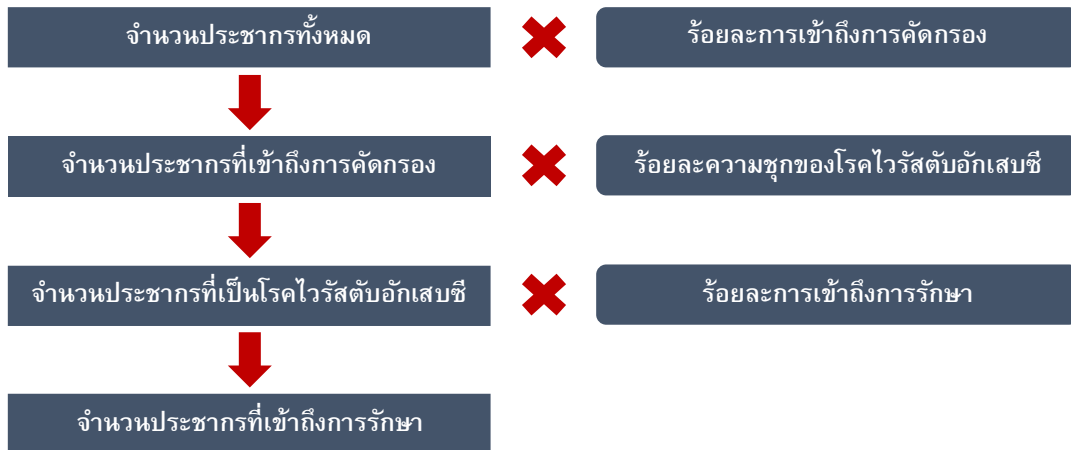 จำนวนประชากรทั้งหมด
ร้อยละการเข้าถึงการคัดกรอง
จำนวนประชากรที่เข้าถึงการคัดกรอง
ร้อยละความชุกของโรคไวรัสตับอักเสบซี
จำนวนประชากรที่เป็นโรคไวรัสตับอักเสบซี
ร้อยละการเข้าถึงการรักษา
จำนวนประชากรที่เข้าถึงการรักษา